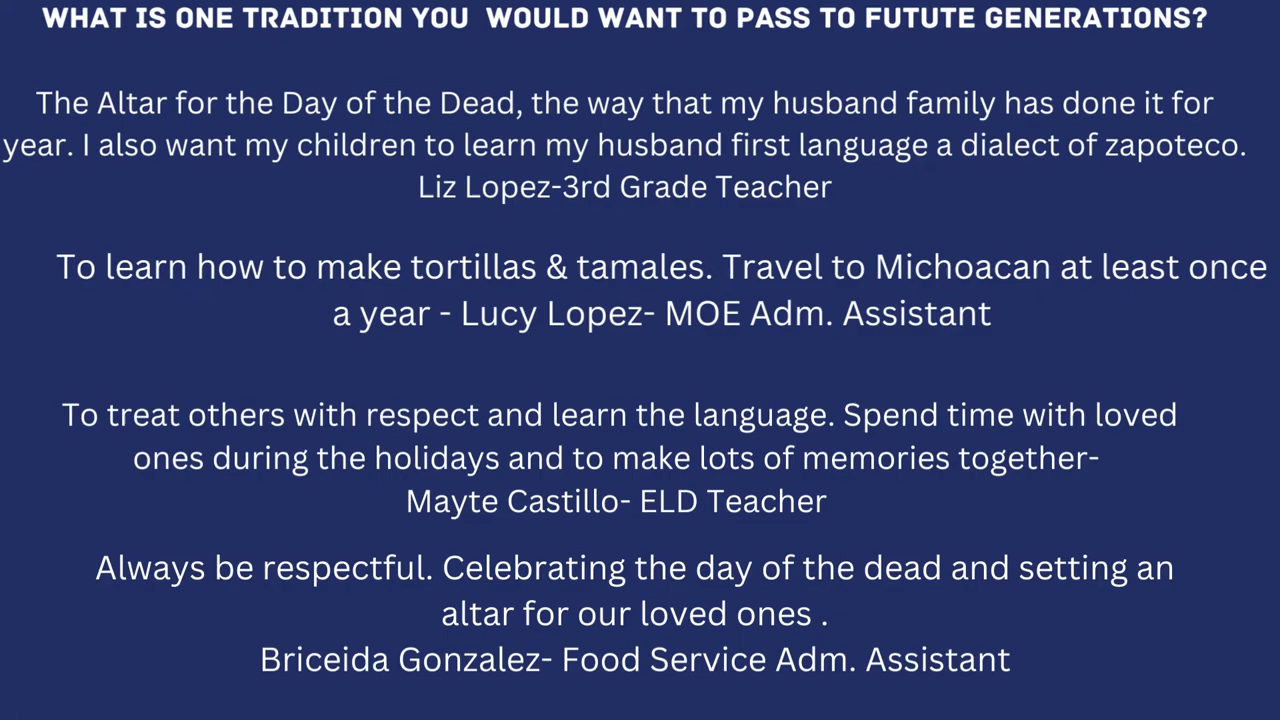 WHAT IS ONE TRADITION YOU WOULD WANT TO PASS TO FUTUTE GENERATIONS?
The Altar for the Day of the Dead, the way that my husband family has done it for
year. I also want my children to learn my husband first language a dialect of zapoteco.
Liz Lopez-3rd Grade Teacher
To learn how to make tortillas & tamales. Travel to Michoacan at least once
a year - Lucy Lopez- MOE Adm. Assistant
To treat others with respect and learn the language. Spend time with loved
ones during the holidays and to make lots of memories together-
Mayte Castillo- ELD Teacher
Always be respectful. Celebrating the day of the dead and setting an
altar for our loved ones .
Briceida Gonzalez- Food Service Adm. Assistant